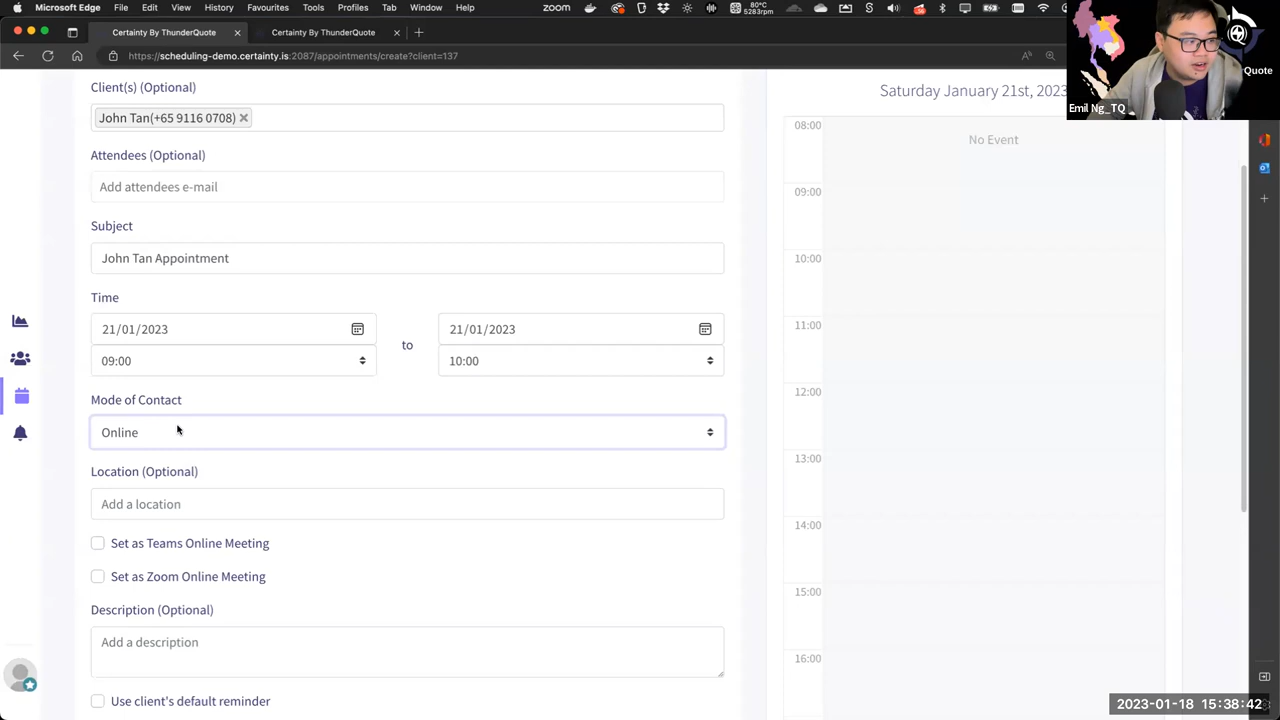 Microsoft Edge File Edit View History Favourites Tools Profiles Tab Window Help
zoom 80°C 5283rpm 56
Certainty By ThunderQuote
Certainty By ThunderQuote
https://scheduling-demo.certainty.is:2087/appointments/create?client=137
Quote
Emil Ng_TQ
Client(s) (Optional)
John Tan(+65 9116 0708)
Attendees (Optional)
Add attendees e-mail
Subject
John Tan Appointment
Time
21/01/2023
09:00
to
21/01/2023
10:00
Mode of Contact
Online
Location (Optional)
Add a location
Set as Teams Online Meeting
Set as Zoom Online Meeting
Description (Optional)
Add a description
Use client's default reminder
Saturday January 21st, 2023
08:00
No Event
09:00
10:00
11:00
12:00
13:00
14:00
15:00
16:00
2023-01-18 15:38:42